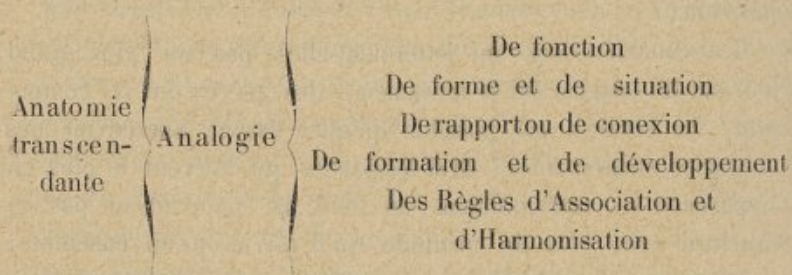 Anatomie
transcen-
dante
Analogie
De fonction
De forme et de situation
De rapport ou de conexion
De formation et de développement
Des Règles d'Association et
d'Harmonisation